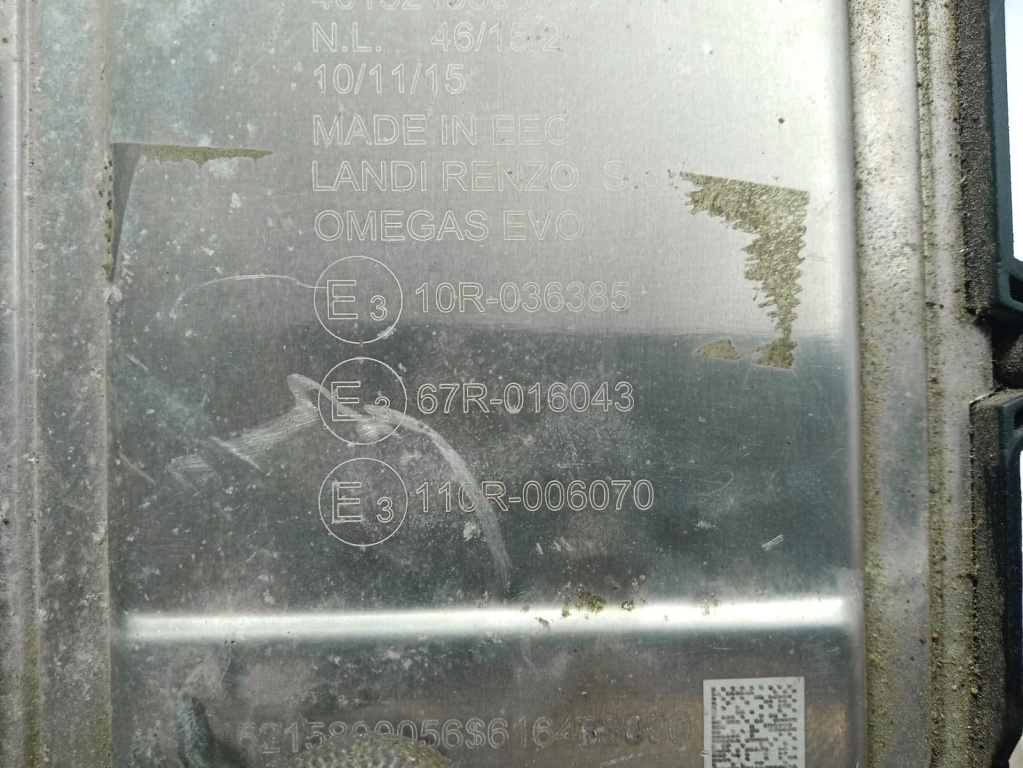 N.L. 46/15 2
10/11/15
MADE IN EEC
LANDI RENZO S.p.
OMEGAS EVO
E 3 10R-036385
E 3 67R-016043
E 3 110R-006070